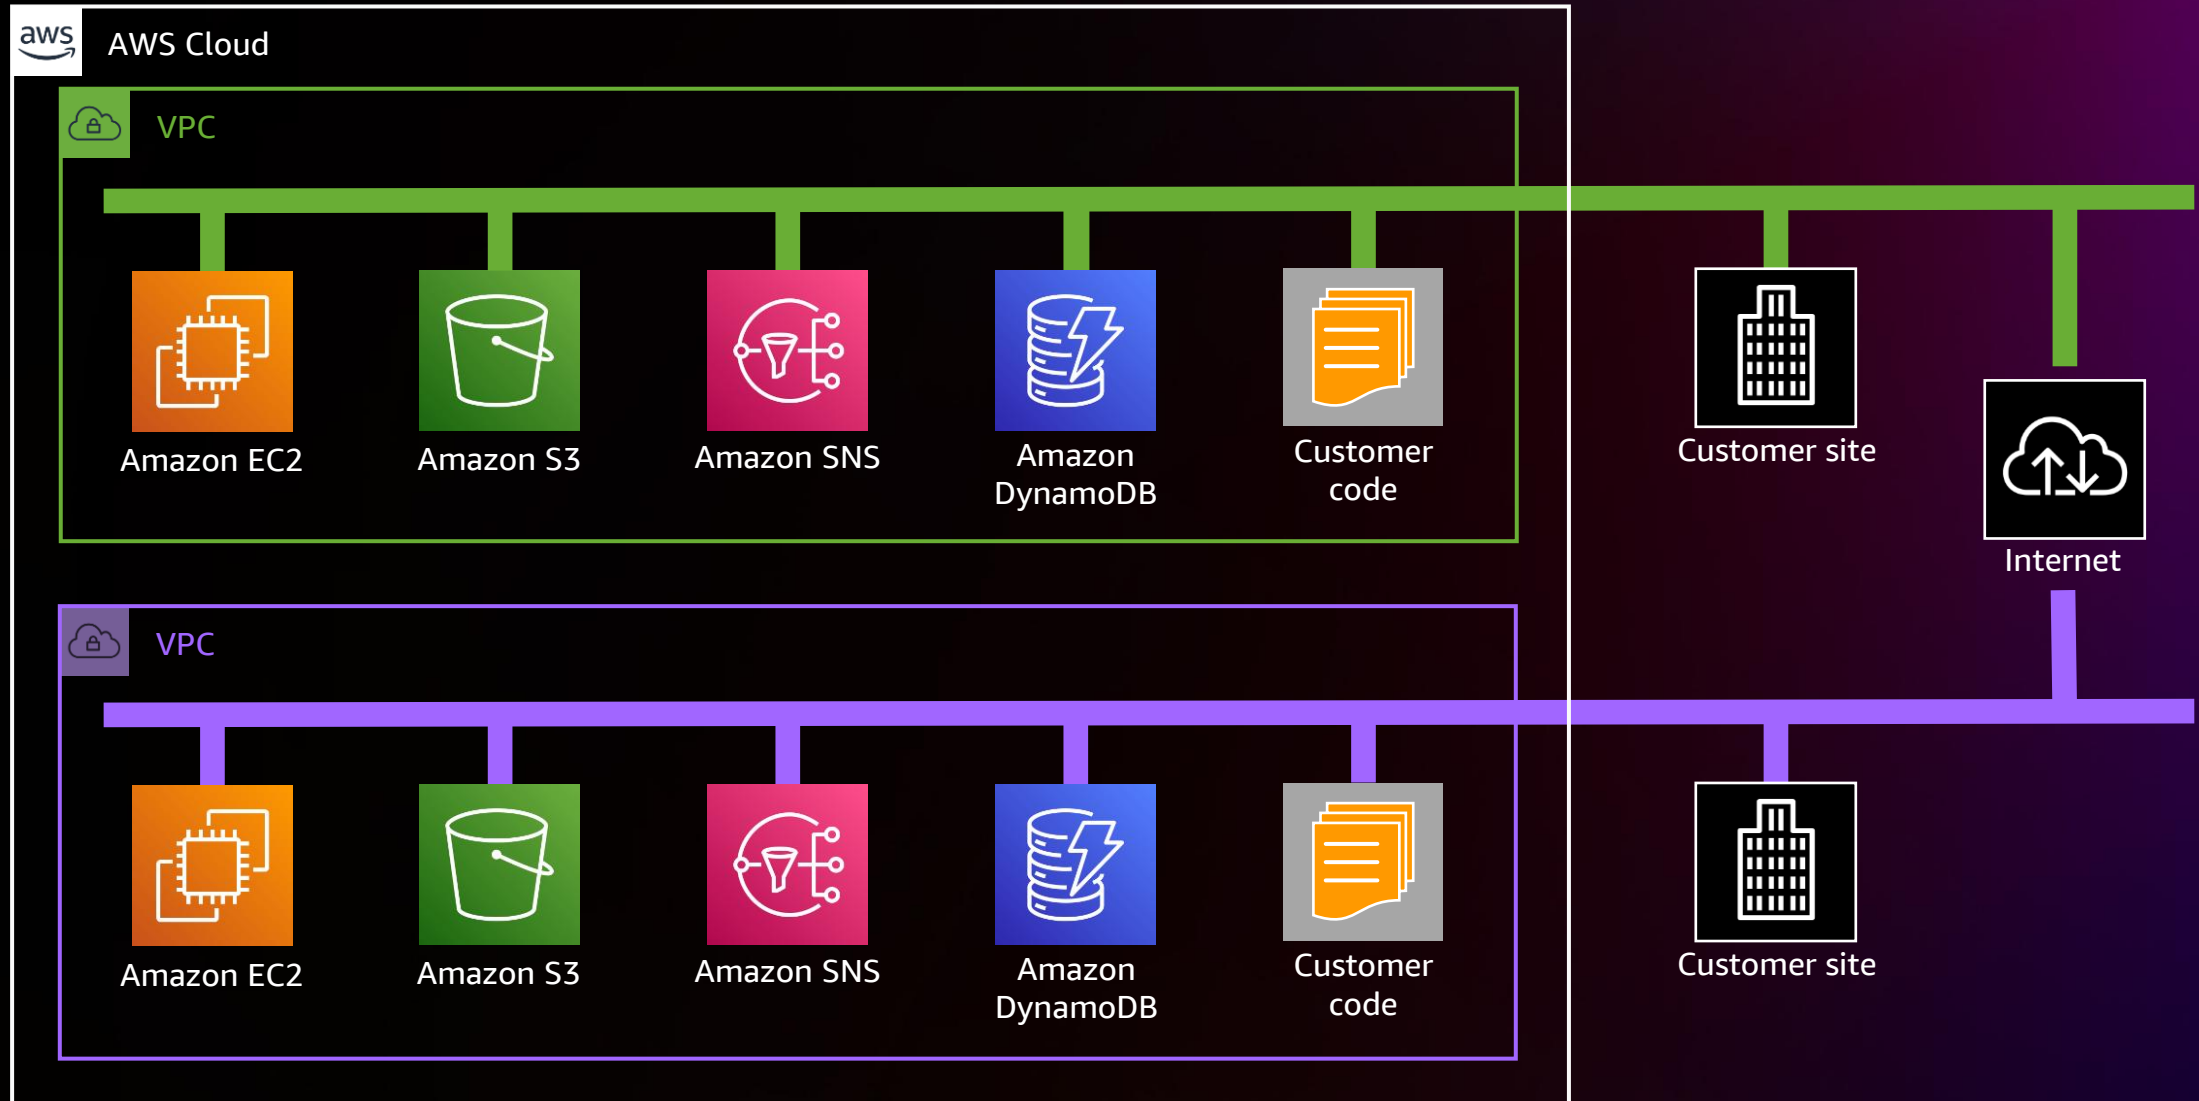 aws
AWS Cloud
VPC
Amazon EC2
Amazon S3
Amazon SNS
Amazon
DynamoDB
Customer
code
Customer site
Internet
VPC
Amazon EC2
Amazon S3
Amazon SNS
Amazon
DynamoDB
Customer
code
Customer site